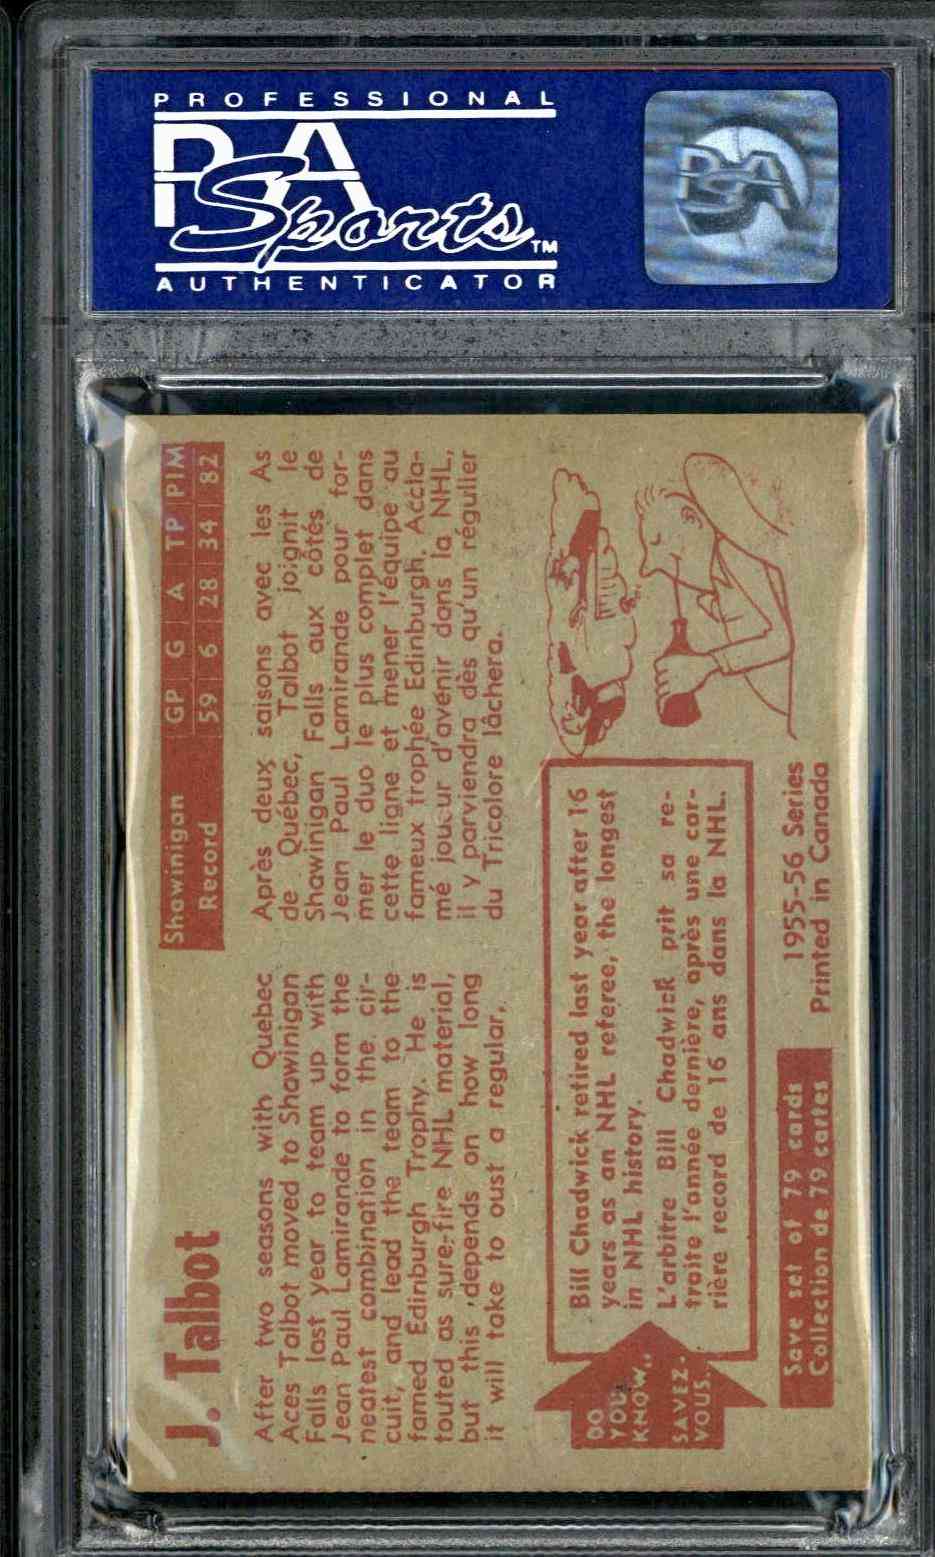 PROFESSIONAL
PSA
Sports™
AUTHENTICATOR
PSA
J. Talbot
Shawinigan GP G A TP PIM
Record 59 6 28 34 82
After two seasons with Quebec
Aces Talbot moved to Shawinigan
Falls last year to team up with
Jean Paul Lamirande to form the
neatest combination in the cir-
cuit, and lead the team to the
famed Edinburgh Trophy. He is
touted as sure-fire NHL material,
but this depends on how long
it will take to oust a regular.
Après deux saisons avec les As
de Québec, Talbot joignit le
Shawinigan Falls aux côtés de
Jean Paul Lamirande pour for-
mer le duo le plus complet dans
cette ligne et mener l'équipe au
fameux trophée Edinburgh. Accla-
mé joueur d'avenir dans la NHL,
il y parviendra dès qu'un régulier
du Tricolore lâchera.
DO
YOU
KNOW..
SAVEZ-
VOUS..
Bill Chadwick retired last year after 16
years as an NHL referee, the longest
in NHL history.
L'arbitre Bill Chadwick prit sa re-
traite l'année dernière, après une car-
rière record de 16 ans dans la NHL.
Save set of 79 cards
Collection de 79 cartes
1955-56 Series
Printed in Canada